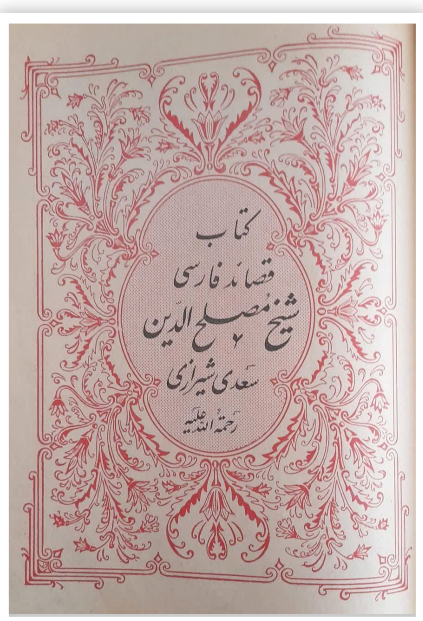 کتاب
قصائد فارسی
شیخ مصلح الدین
سعدی شیرازی
رحمة الله علیه